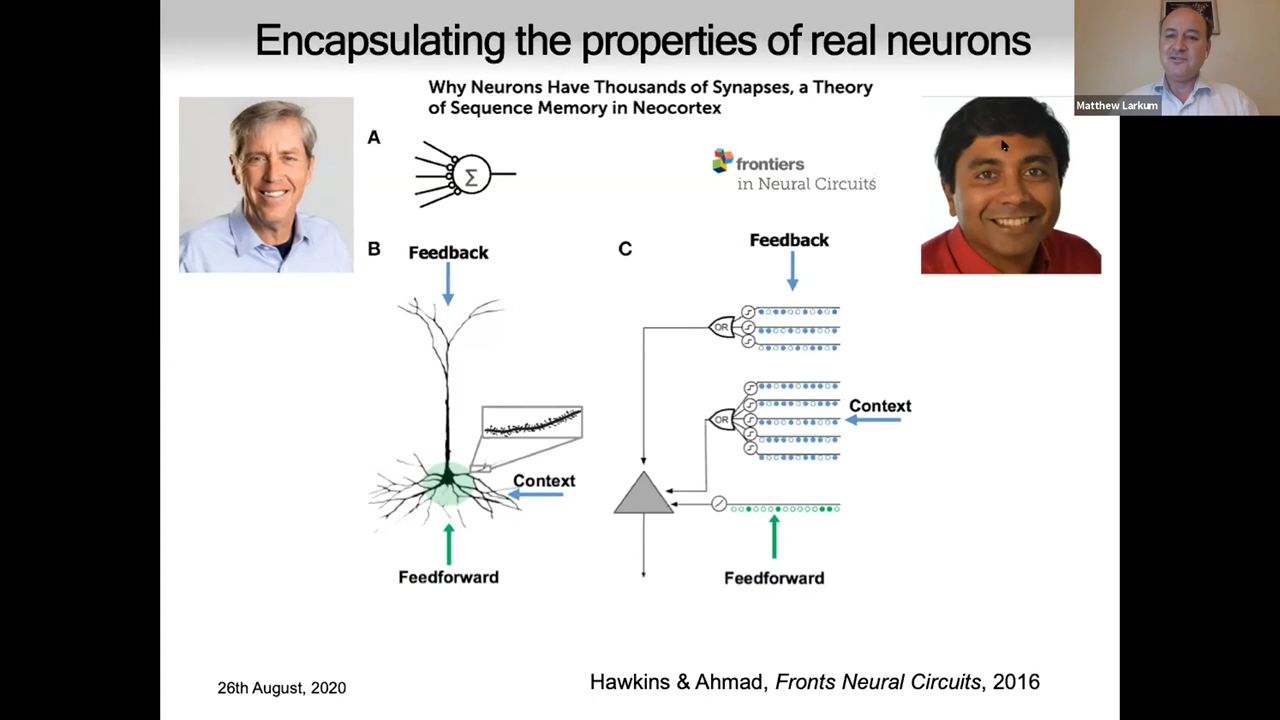 Encapsulating the properties of real neurons
Matthew Larkum
Why Neurons Have Thousands of Synapses, a Theory
of Sequence Memory in Neocortex
A
Σ
frontiers
in Neural Circuits
B
Feedback
Context
Feedforward
C
Feedback
OR
OR
Context
Feedforward
26th August, 2020
Hawkins & Ahmad, Fronts Neural Circuits, 2016